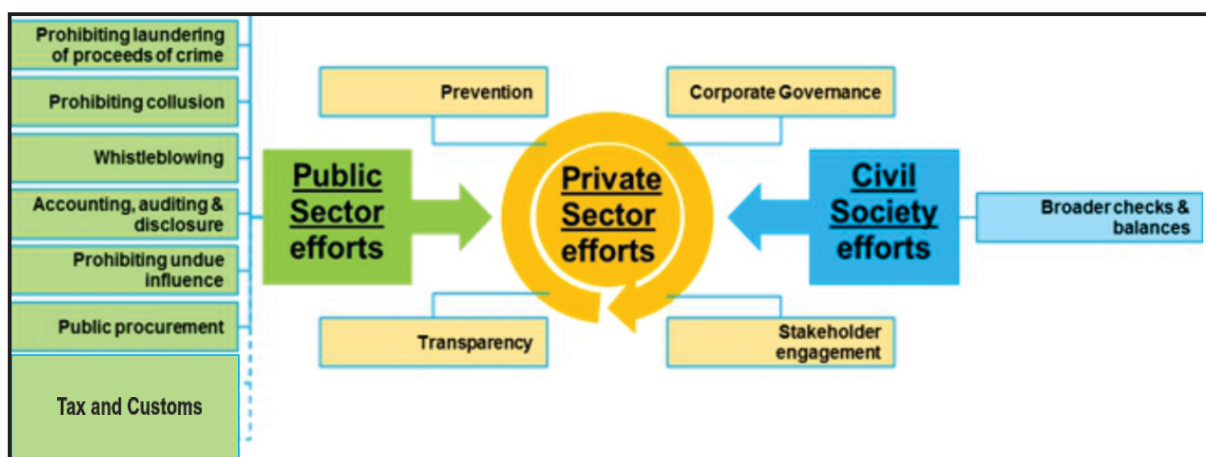 Prohibiting laundering
of proceeds of crime
Prohibiting collusion
Whistleblowing
Accounting, auditing &
disclosure
Prohibiting undue
influence
Public procurement
Tax and Customs
Public
Sector
efforts
Prevention
Corporate Governance
Private
Sector
efforts
Transparency
Stakeholder
engagement
Civil
Society
efforts
Broader checks &
balances